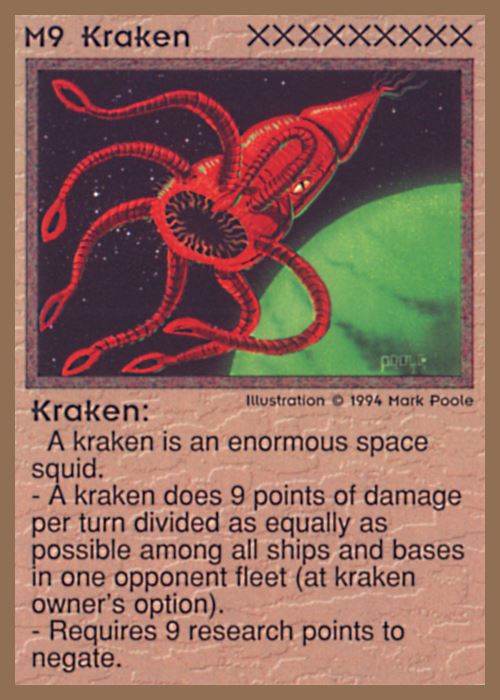 M9 Kraken XXXXXXXXX
Poole
Illustration © 1994 Mark Poole
Kraken:
A kraken is an enormous space
squid.
- A kraken does 9 points of damage
per turn divided as equally as
possible among all ships and bases
in one opponent fleet (at kraken
owner's option).
- Requires 9 research points to
negate.